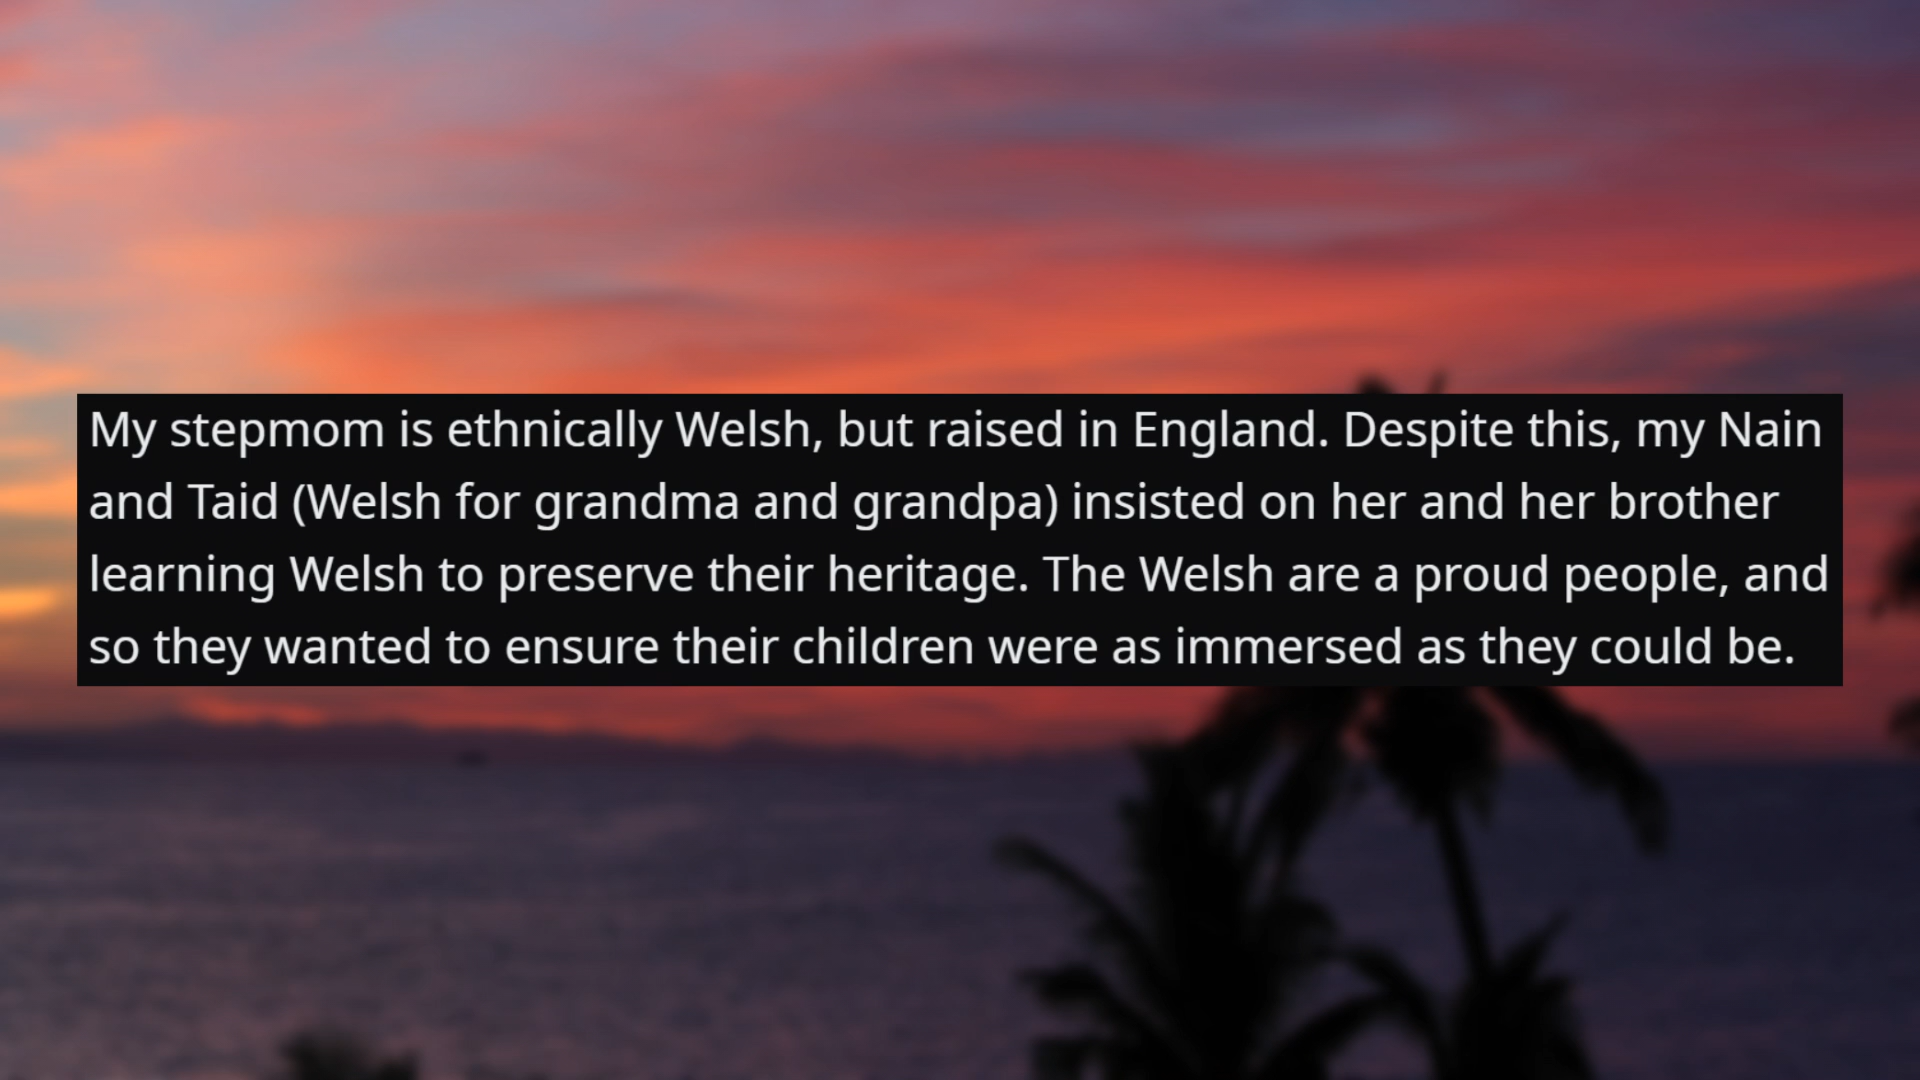 My stepmom is ethnically Welsh, but raised in England. Despite this, my Nain
and Taid (Welsh for grandma and grandpa) insisted on her and her brother
learning Welsh to preserve their heritage. The Welsh are a proud people, and
so they wanted to ensure their children were as immersed as they could be.